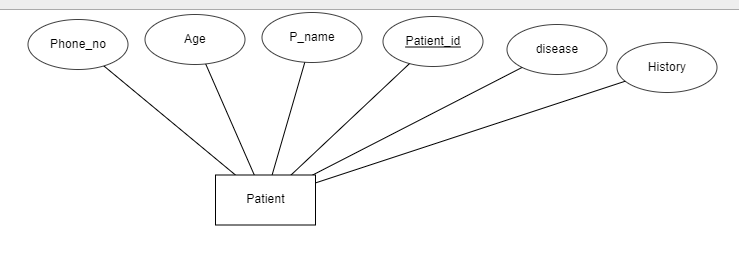 Phone_no
Age
P_name
Patient_id
disease
History
Patient